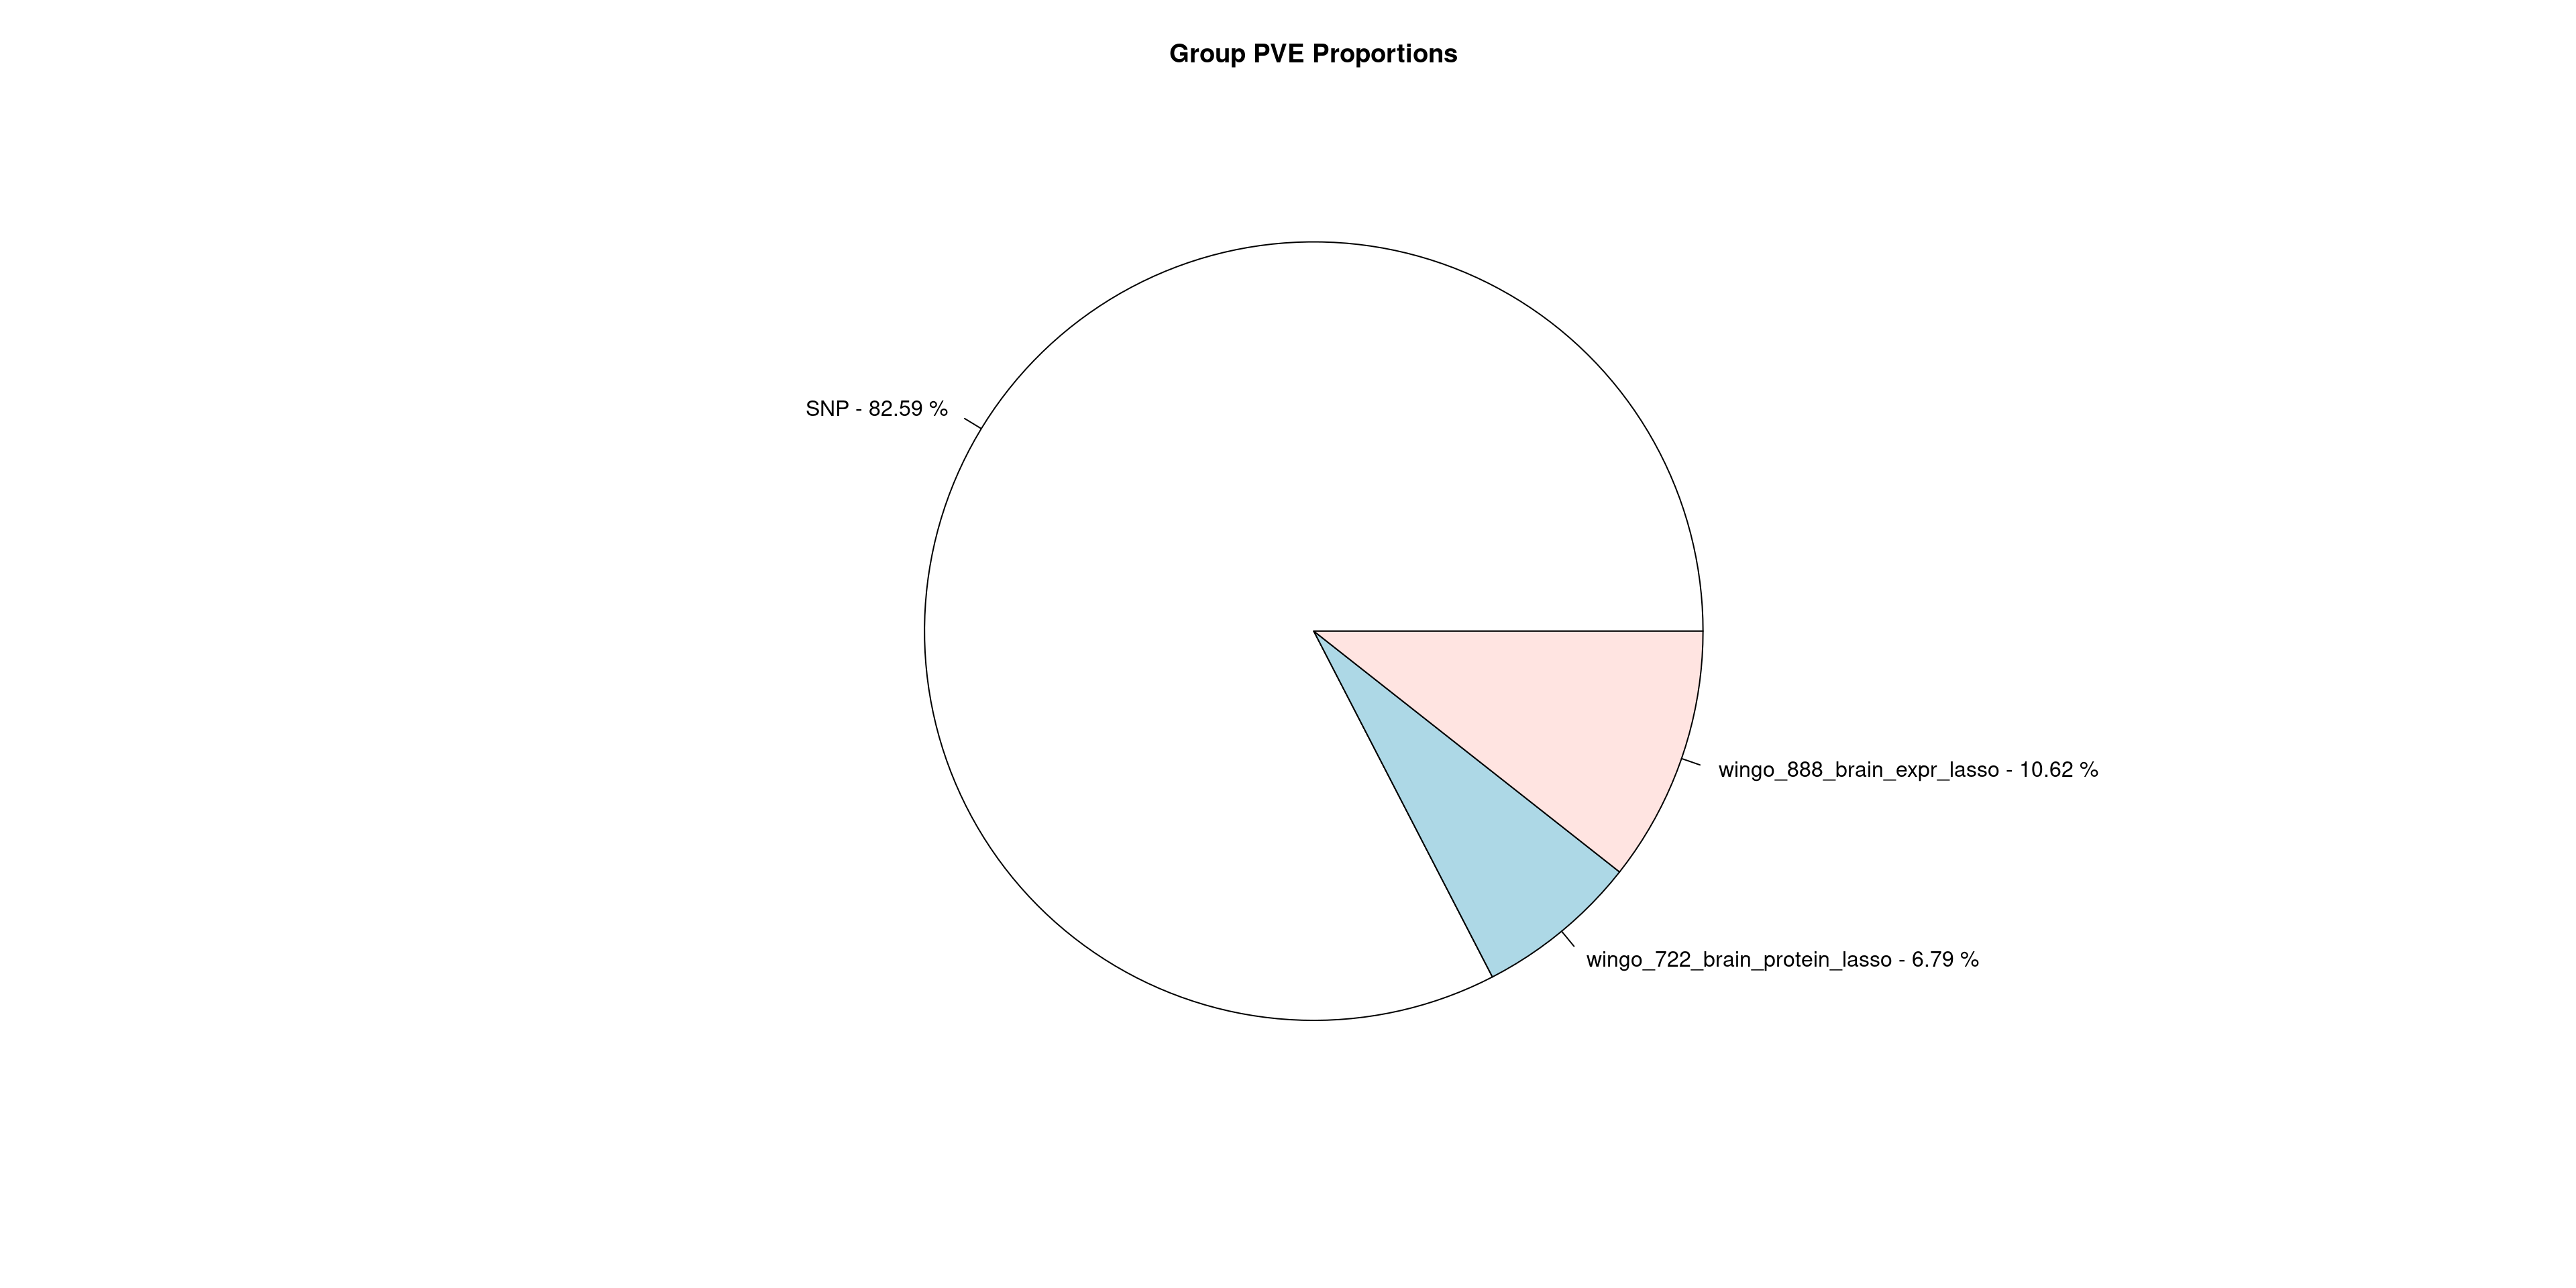 Group PVE Proportions
SNP - 82.59 %
wingo_888_brain_expr_lasso - 10.62 %
wingo_722_brain_protein_lasso - 6.79 %